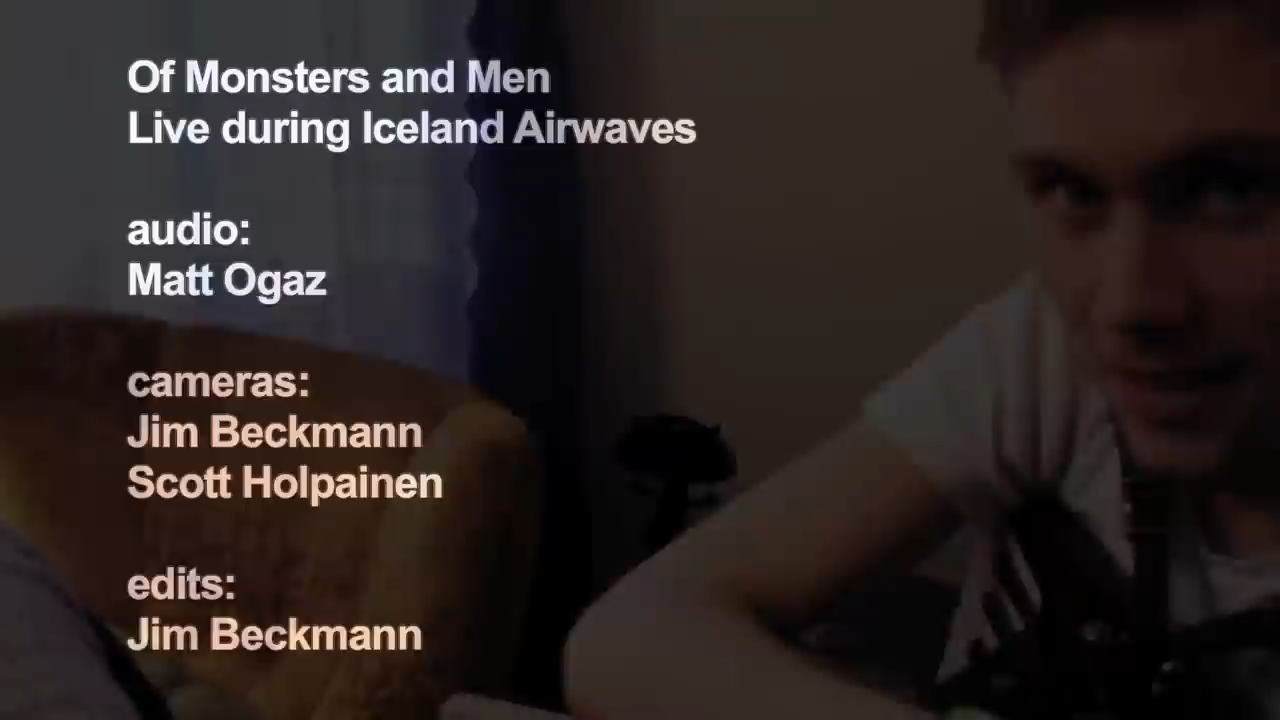 Of Monsters and Men
Live during Iceland Airwaves
audio:
Matt Ogaz
cameras:
Jim Beckmann
Scott Holpainen
edits:
Jim Beckmann